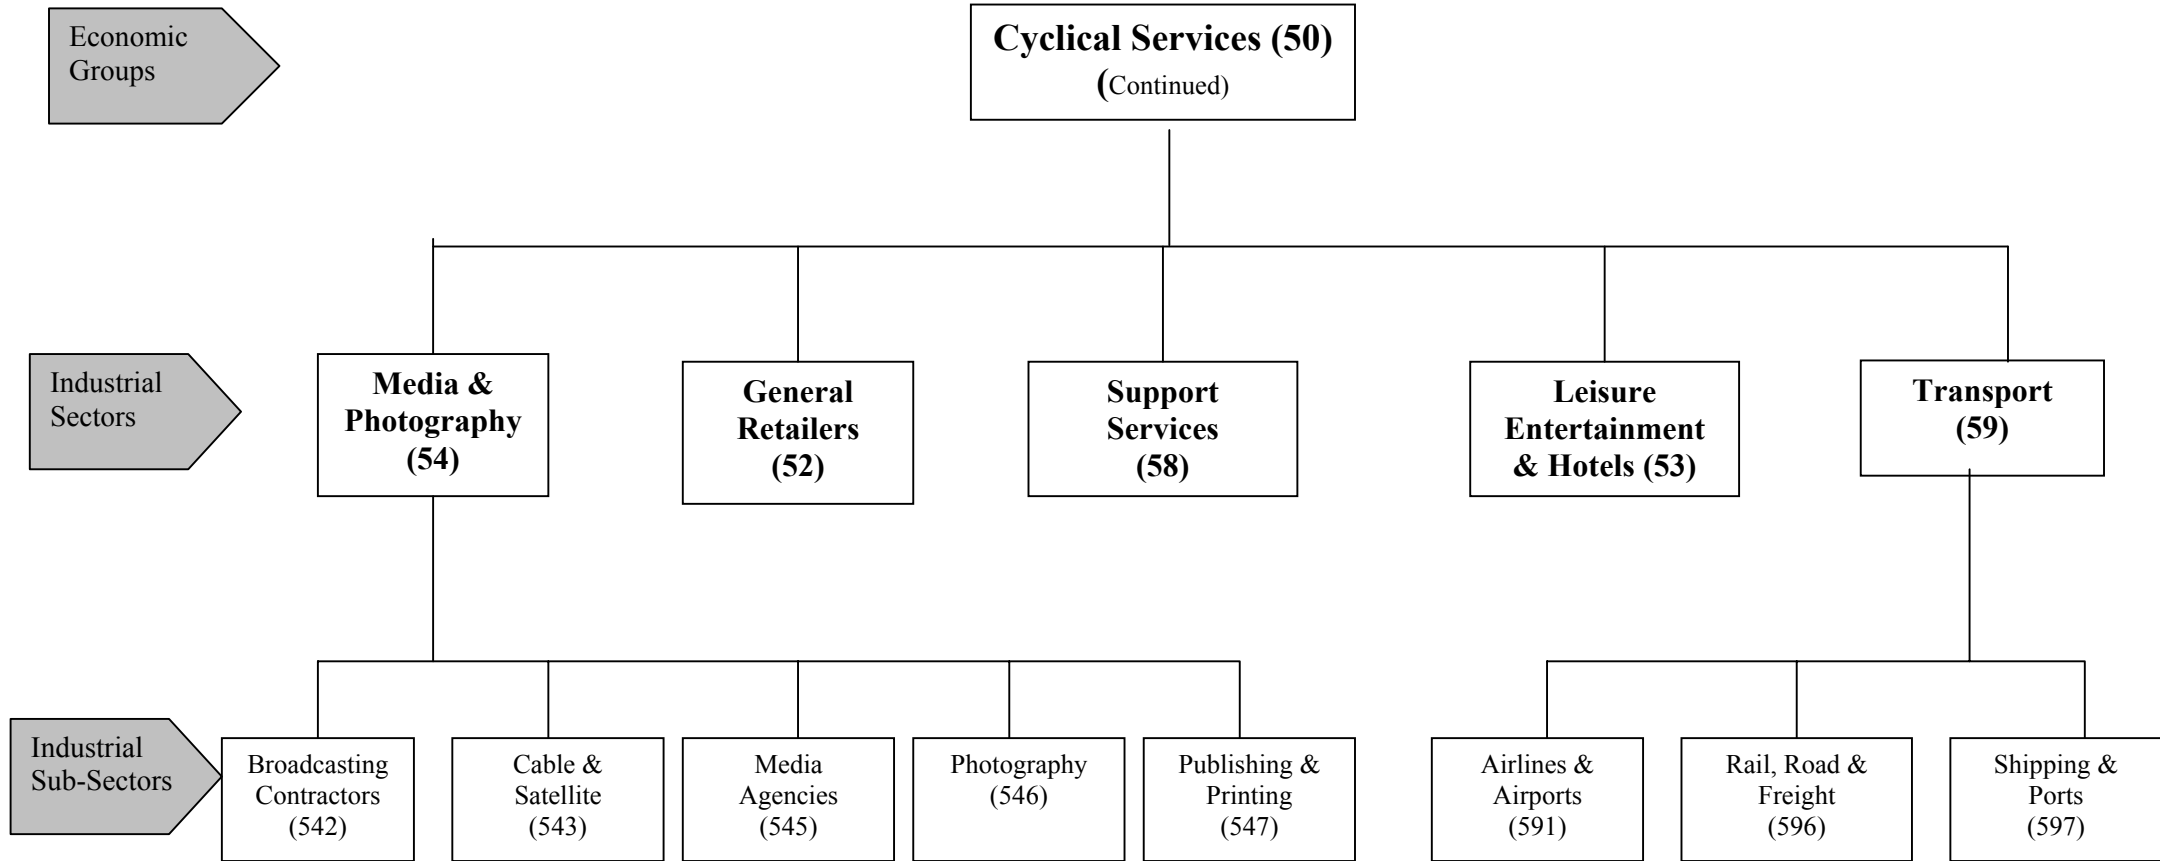 Economic
Groups
Cyclical Services (50)
(Continued)
Industrial
Sectors
Media &
Photography
(54)
General
Retailers
(52)
Support
Services
(58)
Leisure
Entertainment
& Hotels (53)
Transport
(59)
Industrial
Sub-Sectors
Broadcasting
Contractors
(542)
Cable &
Satellite
(543)
Media
Agencies
(545)
Photography
(546)
Publishing &
Printing
(547)
Airlines &
Airports
(591)
Rail, Road &
Freight
(596)
Shipping &
Ports
(597)